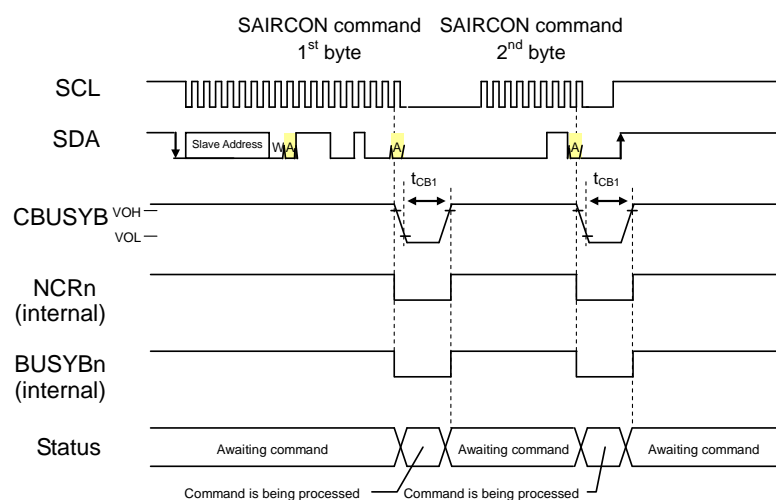 SAIRCON command
1st byte
SAIRCON command
2nd byte
SCL
SDA
Slave Address
W
A
A
A
tCB1
tCB1
CBUSYB
VOH
VOL
NCRn
(internal)
BUSYBn
(internal)
Status
Awaiting command
Awaiting command
Awaiting command
Command is being processed
Command is being processed